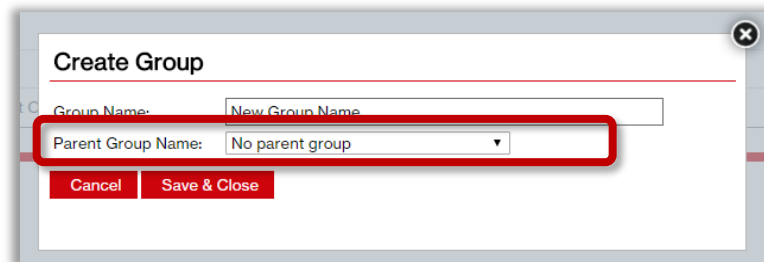 Create Group
Group Name: New Group Name
Parent Group Name: No parent group
Cancel Save & Close